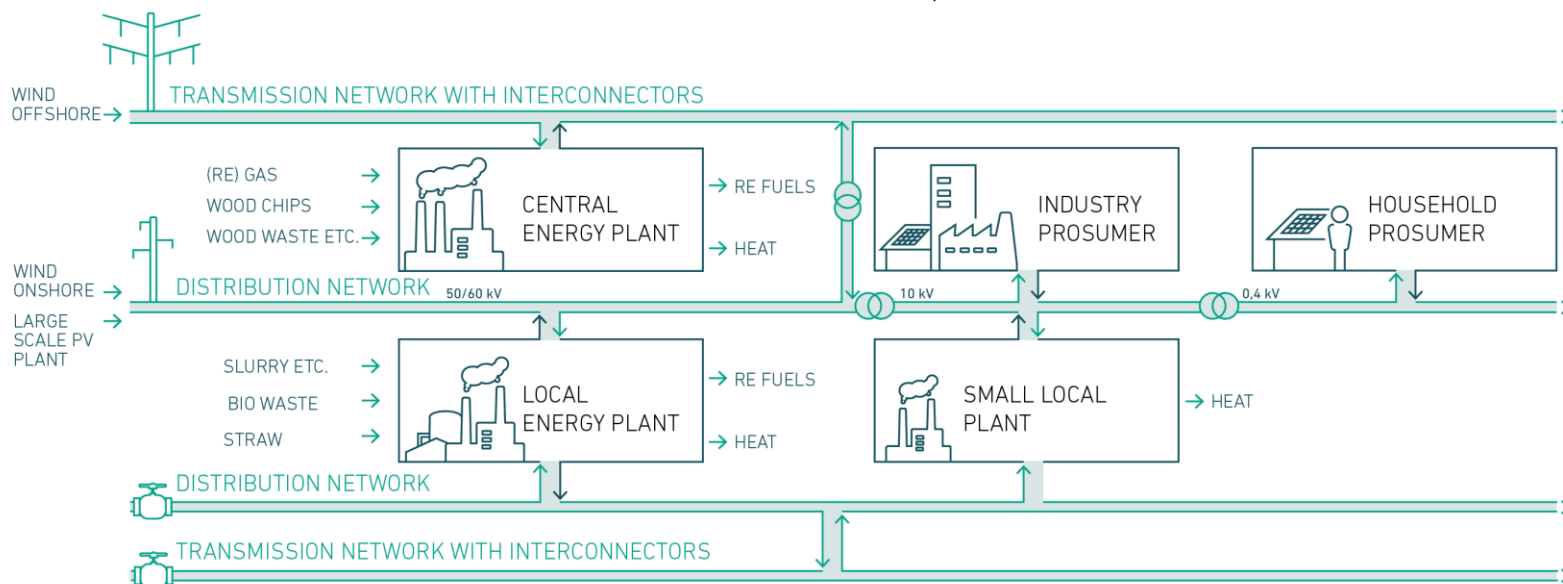 WIND
OFFSHORE
TRANSMISSION NETWORK WITH INTERCONNECTORS
(RE) GAS
WOOD CHIPS
WOOD WASTE ETC.
CENTRAL
ENERGY PLANT
RE FUELS
HEAT
INDUSTRY
PROSUMER
HOUSEHOLD
PROSUMER
WIND
ONSHORE
DISTRIBUTION NETWORK
50/60 kV
10 kV
0,4 kV
LARGE
SCALE PV
PLANT
SLURRY ETC.
BIO WASTE
STRAW
LOCAL
ENERGY PLANT
RE FUELS
HEAT
SMALL LOCAL
PLANT
HEAT
DISTRIBUTION NETWORK
TRANSMISSION NETWORK WITH INTERCONNECTORS